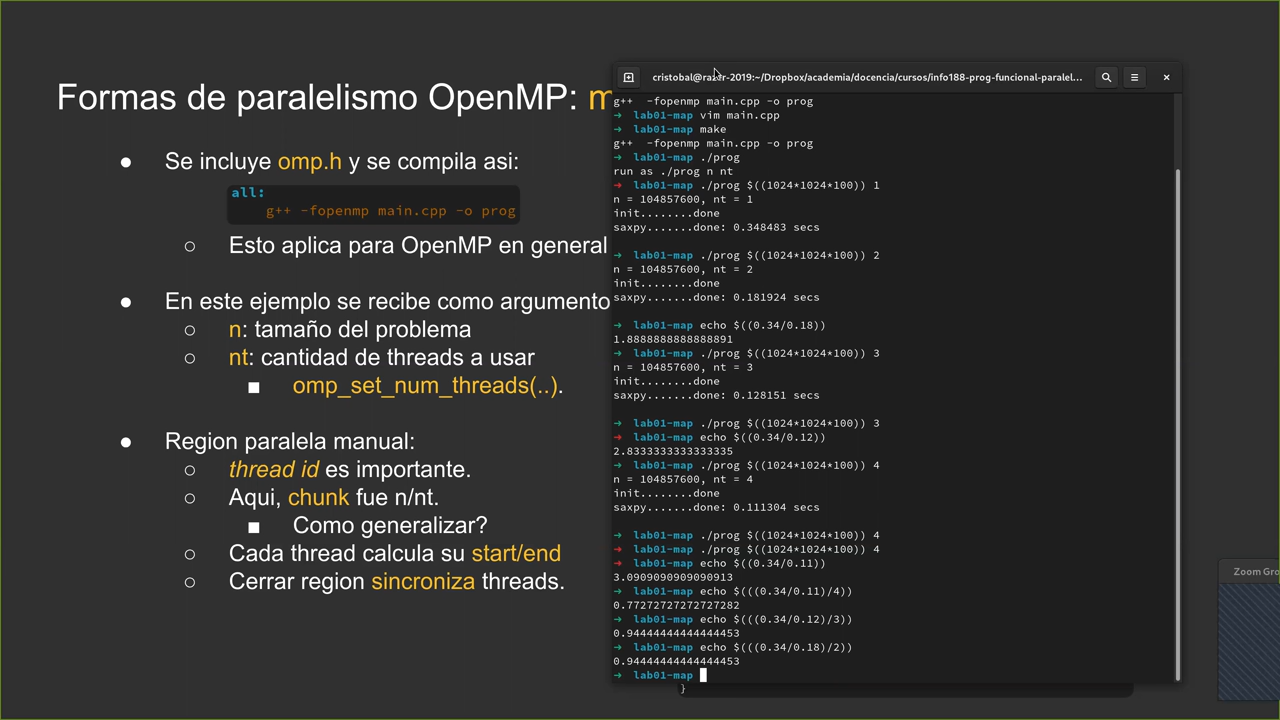 Formas de paralelismo OpenMP: m
● Se incluye omp.h y se compila asi:
all:
g++ -fopenmp main.cpp -o prog
○ Esto aplica para OpenMP en general
● En este ejemplo se recibe como argumento
○ n: tamaño del problema
○ nt: cantidad de threads a usar
■ omp_set_num_threads(..).
● Region paralela manual:
○ thread id es importante.
○ Aqui, chunk fue n/nt.
■ Como generalizar?
○ Cada thread calcula su start/end
○ Cerrar region sincroniza threads.
cristobal@razer-2019:~/Dropbox/academia/docencia/cursos/info188-prog-funcional-paralel...
g++  -fopenmp main.cpp -o prog
➜  lab01-map vim main.cpp
➜  lab01-map make
g++  -fopenmp main.cpp -o prog
➜  lab01-map ./prog
run as ./prog n nt
➜  lab01-map ./prog $((1024*1024*100)) 1
n = 104857600, nt = 1
init........done
saxpy.......done: 0.348483 secs
➜  lab01-map ./prog $((1024*1024*100)) 2
n = 104857600, nt = 2
init........done
saxpy.......done: 0.181924 secs
➜  lab01-map echo $((0.34/0.18))
1.8888888888888891
➜  lab01-map ./prog $((1024*1024*100)) 3
n = 104857600, nt = 3
init........done
saxpy.......done: 0.128151 secs
➜  lab01-map ./prog $((1024*1024*100)) 3
➜  lab01-map echo $((0.34/0.12))
2.8333333333333335
➜  lab01-map ./prog $((1024*1024*100)) 4
n = 104857600, nt = 4
init........done
saxpy.......done: 0.111304 secs
➜  lab01-map ./prog $((1024*1024*100)) 4
➜  lab01-map ./prog $((1024*1024*100)) 4
➜  lab01-map echo $((0.34/0.11))
3.0909090909090913
➜  lab01-map echo $(((0.34/0.11)/4))
0.77272727272727282
➜  lab01-map echo $(((0.34/0.12)/3))
0.94444444444444453
➜  lab01-map echo $(((0.34/0.18)/2))
0.94444444444444453
➜  lab01-map
}
Zoom Gro